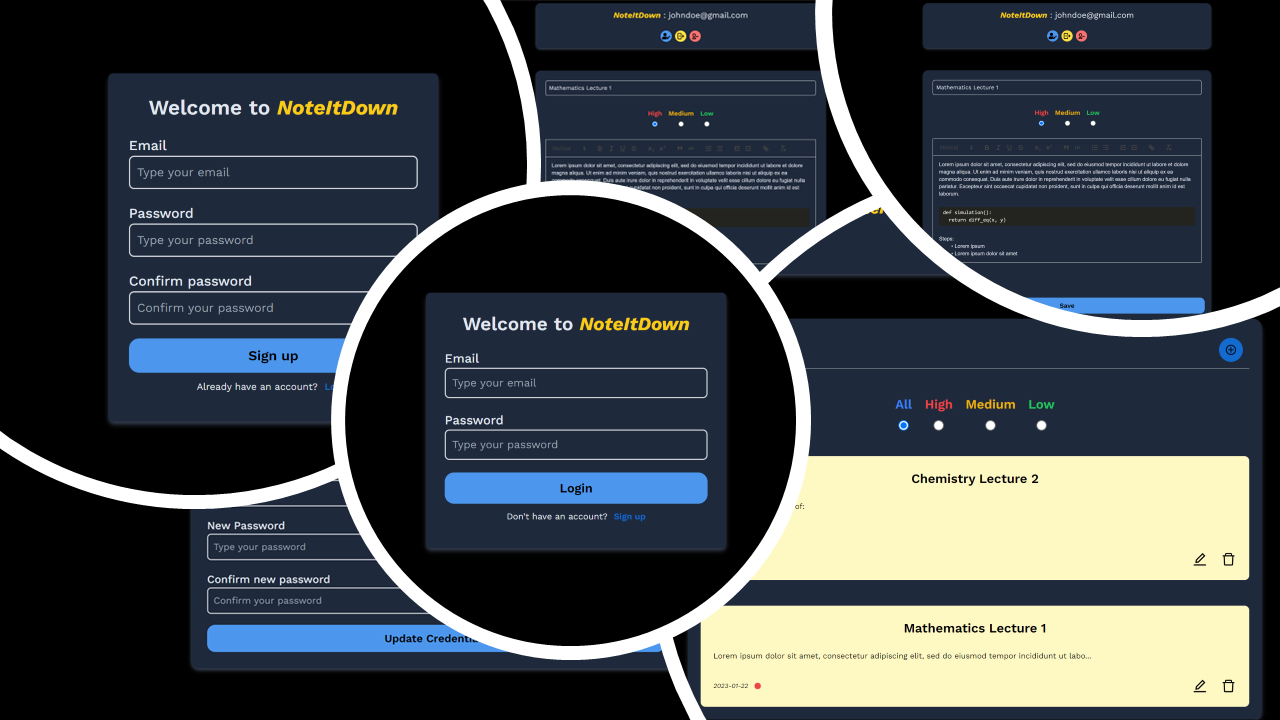 Welcome to NoteItDown
Email
Type your email
Password
Type your password
Confirm password
Confirm your password
Sign up
Already have an account?
NoteItDown : johndoe@gmail.com
Mathematics Lecture 1
High Medium Low
Lorem ipsum dolor sit amet, consectetur adipiscing elit, sed do eiusmod tempor incididunt ut labore et dolore
magna aliqua. Ut enim ad minim veniam, quis nostrud exercitation ullamco laboris nisi ut aliquip ex ea
commodo consequat. Duis aute irure dolor in reprehenderit in voluptate velit esse cillum dolore eu fugiat nulla
pariatur. Excepteur sint occaecat cupidatat non proident, sunt in culpa qui officia deserunt mollit anim id est
NoteItDown : johndoe@gmail.com
Mathematics Lecture 1
High Medium Low
Normal
Lorem ipsum dolor sit amet, consectetur adipiscing elit, sed do eiusmod tempor incididunt ut labore et dolore
magna aliqua. Ut enim ad minim veniam, quis nostrud exercitation ullamco laboris nisi ut aliquip ex ea
commodo consequat. Duis aute irure dolor in reprehenderit in voluptate velit esse cillum dolore eu fugiat nulla
pariatur. Excepteur sint occaecat cupidatat non proident, sunt in culpa qui officia deserunt mollit anim id est
laborum.
def simulation():
return diff_eq(x, y)
Steps:
• Lorem ipsum
• Lorem ipsum dolor sit amet
Save
Welcome to NoteItDown
Email
Type your email
Password
Type your password
Login
Don't have an account? Sign up
New Password
Type your password
Confirm new password
Confirm your password
Update
All High Medium Low
Chemistry Lecture 2
of:
Mathematics Lecture 1
Lorem ipsum dolor sit amet, consectetur adipiscing elit, sed do eiusmod tempor incididunt ut labo...
2023-01-22